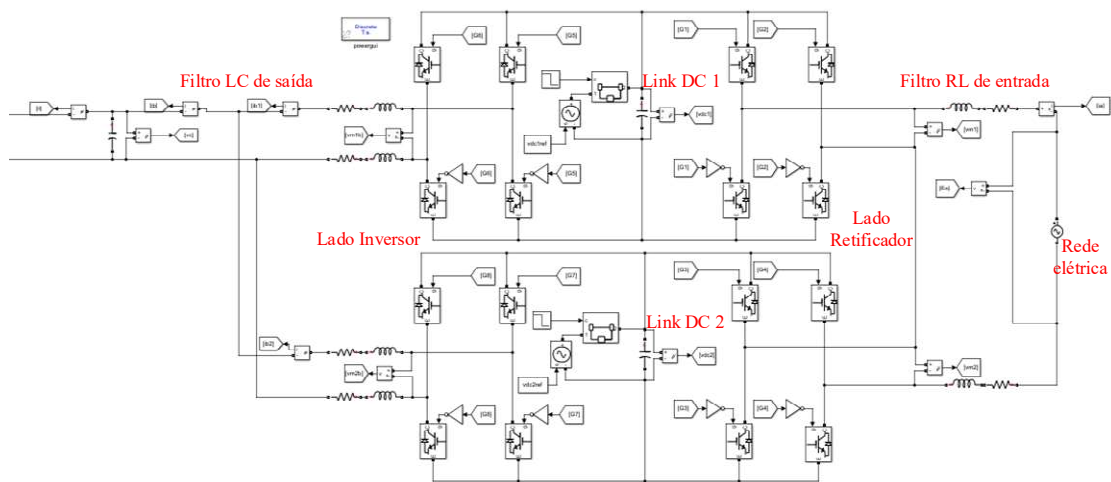 powergui
[G6]
[G5]
[G1]
[G2]
Filtro LC de saída
Link DC 1
Filtro RL de entrada
[vdc1]
vdc1ref
[vm1]
[G6]
[G5]
[G1]
[G2]
Lado Inversor
Lado
Retificador
Rede
elétrica
[G8]
[G7]
[G3]
[G4]
Link DC 2
[ib2]
[vm2b]
[vdc2]
vdc2ref
[vm2]
[G8]
[G7]
[G3]
[G4]